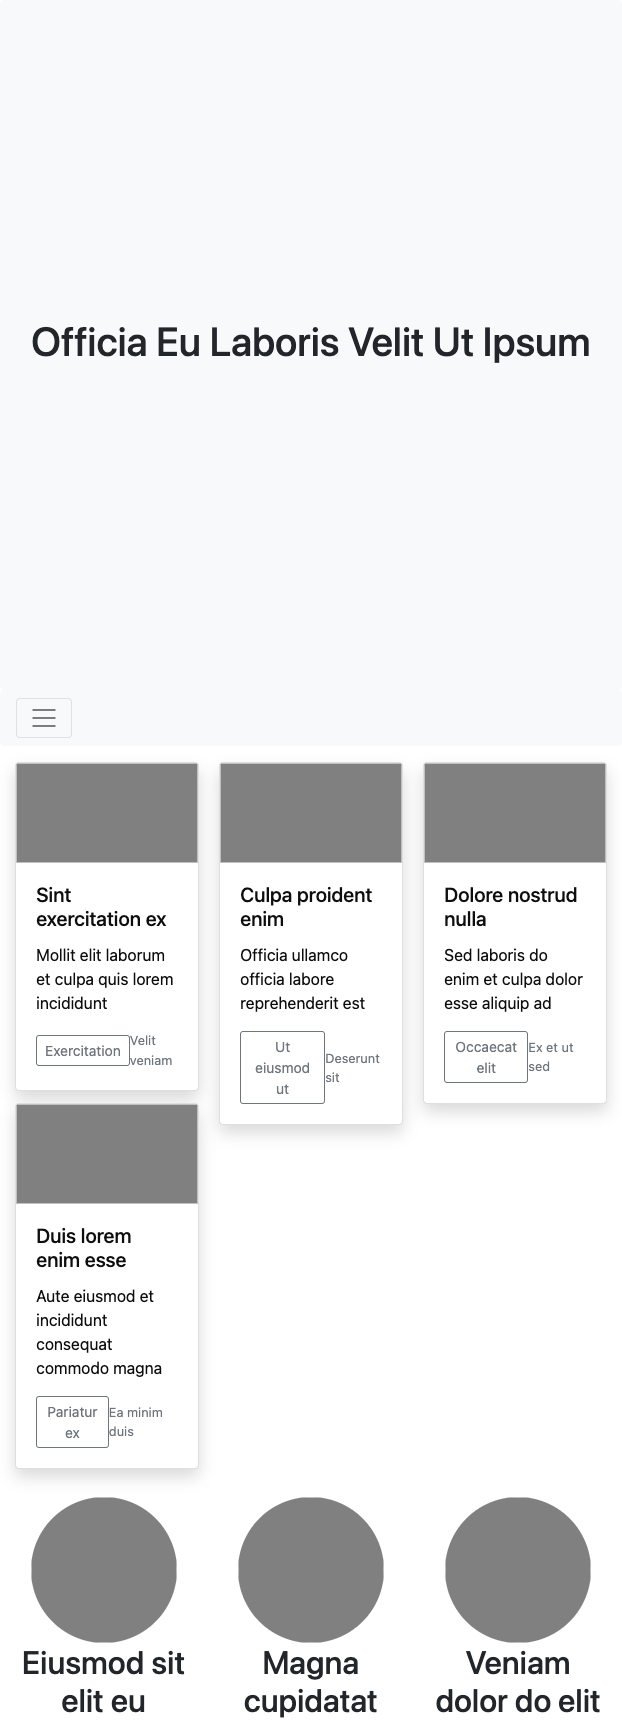 Officia Eu Laboris Velit Ut Ipsum
Sint
exercitation ex
Mollit elit laborum
et culpa quis lorem
incididunt
Exercitation
Velit
veniam
Culpa proident
enim
Officia ullamco
officia labore
reprehenderit est
Ut
eiusmod
ut
Deserunt
sit
Dolore nostrud
nulla
Sed laboris do
enim et culpa dolor
esse aliquip ad
Occaecat
elit
Ex et ut
sed
Duis lorem
enim esse
Aute eiusmod et
incididunt
consequat
commodo magna
Pariatur
ex
Ea minim
duis
Eiusmod sit
elit eu
Magna
cupidatat
Veniam
dolor do elit